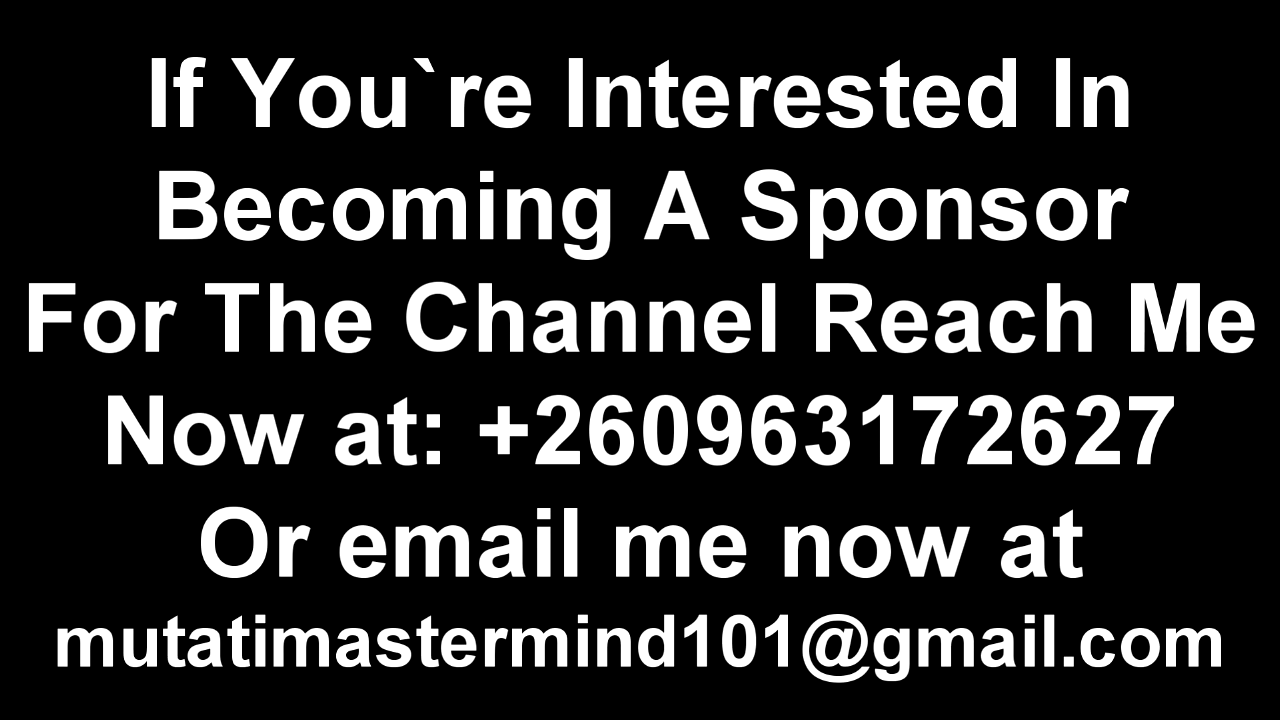 If You`re Interested In
Becoming A Sponsor
For The Channel Reach Me
Now at: +260963172627
Or email me now at
mutatimastermind101@gmail.com